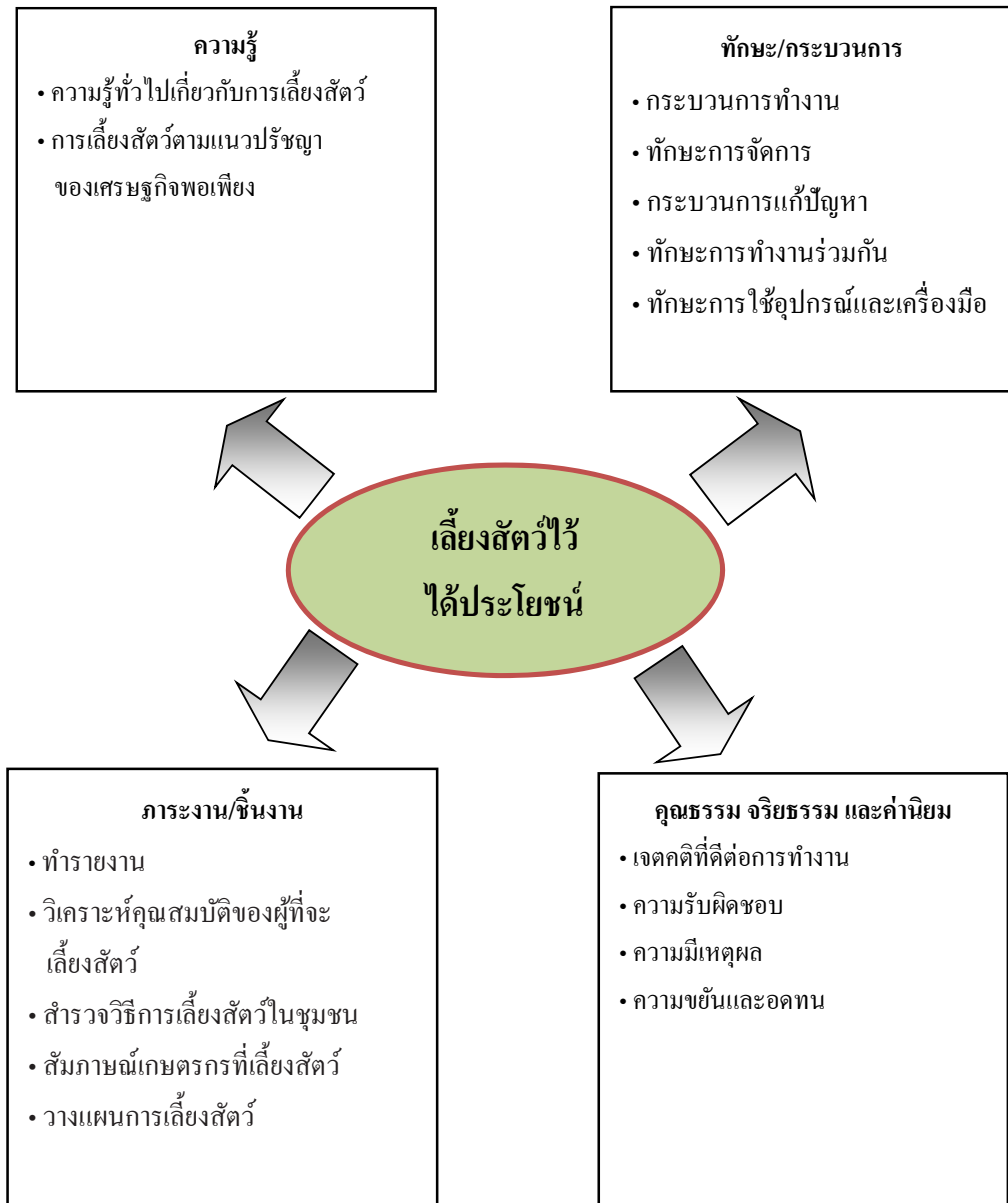 ความรู้
• ความรู้ทั่วไปเกี่ยวกับการเลี้ยงสัตว์
• การเลี้ยงสัตว์ตามแนวปรัชญา
ของเศรษฐกิจพอเพียง
ทักษะ/กระบวนการ
• กระบวนการทำงาน
• ทักษะการจัดการ
• กระบวนการแก้ปัญหา
• ทักษะการทำงานร่วมกัน
• ทักษะการใช้อุปกรณ์และเครื่องมือ
เลี้ยงสัตว์ไว้
ได้ประโยชน์
ภาระงาน/ชิ้นงาน
• ทำรายงาน
• วิเคราะห์คุณสมบัติของผู้ที่จะ
เลี้ยงสัตว์
• สำรวจวิธีการเลี้ยงสัตว์ในชุมชน
• สัมภาษณ์เกษตรกรที่เลี้ยงสัตว์
• วางแผนการเลี้ยงสัตว์
คุณธรรม จริยธรรม และค่านิยม
• เจตคติที่ดีต่อการทำงาน
• ความรับผิดชอบ
• ความมีเหตุผล
• ความขยันและอดทน